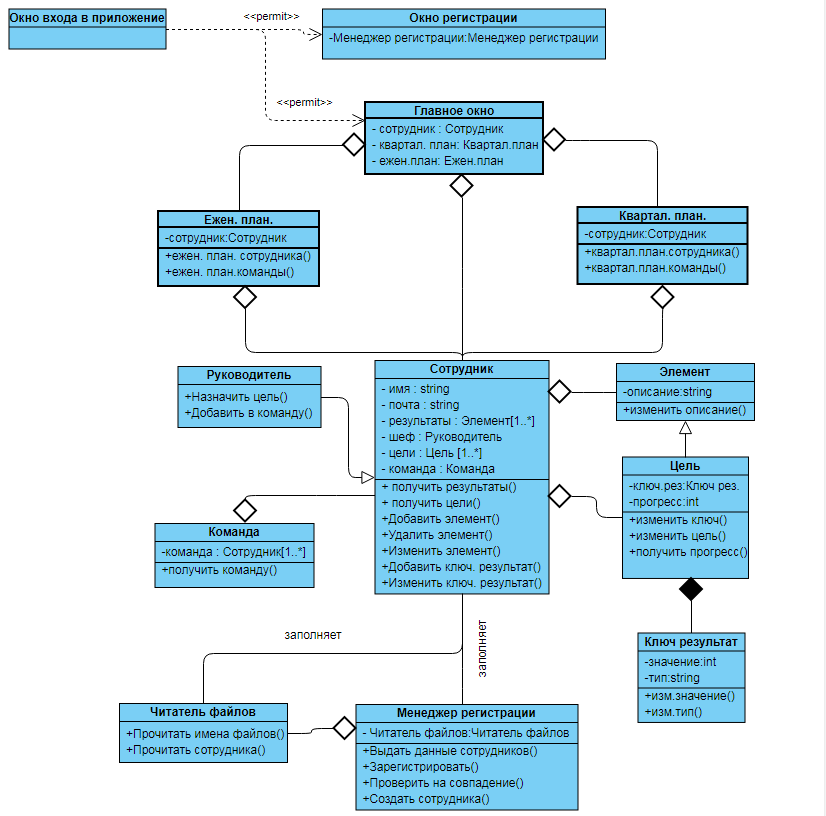 Окно входа в приложение
<<permit>>
Окно регистрации
-Менеджер регистрации:Менеджер регистрации
<<permit>>
Главное окно
- сотрудник : Сотрудник
- квартал. план: Квартал.план
- ежен.план: Ежен.план
Ежен. план.
-сотрудник:Сотрудник
+ежен. план. сотрудника()
+ежен. план.команды()
Квартал. план.
-сотрудник:Сотрудник
+квартал.план.сотрудника()
+квартал.план.команды()
Руководитель
+Назначить цель()
+Добавить в команду()
Сотрудник
- имя : string
- почта : string
- результаты : Элемент[1..*]
- шеф : Руководитель
- цели : Цель [1..*]
- команда : Команда
+ получить результаты()
+ получить цели()
+Добавить элемент()
+Удалить элемент()
+Изменить элемент()
+Добавить ключ. результат()
+Изменить ключ. результат()
Элемент
-описание:string
+изменить описание()
Цель
-ключ.рез:Ключ рез.
-прогресс:int
+изменить ключ()
+изменить цель()
+получить прогресс()
Команда
-команда : Сотрудник[1..*]
+получить команду()
Ключ результат
-значение:int
-тип:string
+изм.значение()
+изм.тип()
заполняет
заполняет
Читатель файлов
+Прочитать имена файлов()
+Прочитать сотрудника()
Менеджер регистрации
- Читатель файлов:Читатель файлов
+Выдать данные сотрудников()
+Зарегистрировать()
+Проверить на совпадение()
+Создать сотрудника()